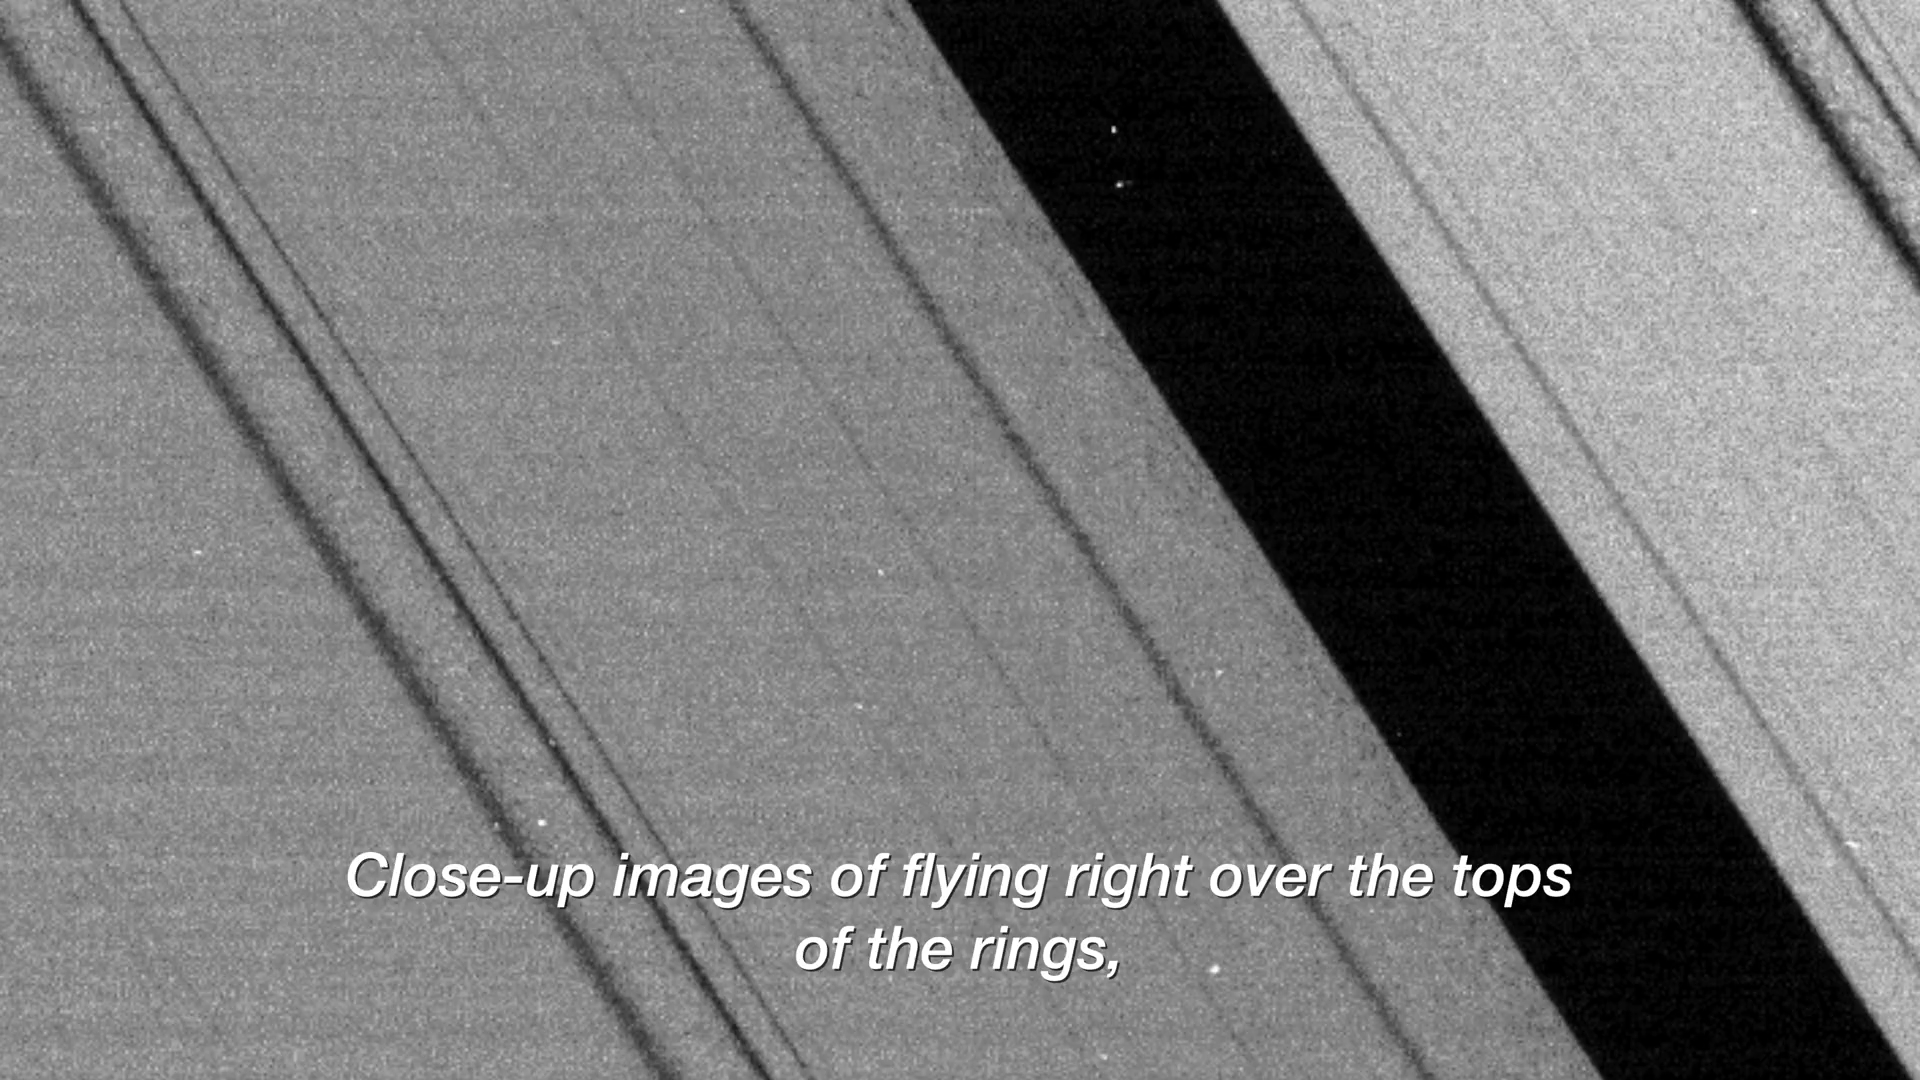 Close-up images of flying right over the tops
of the rings,